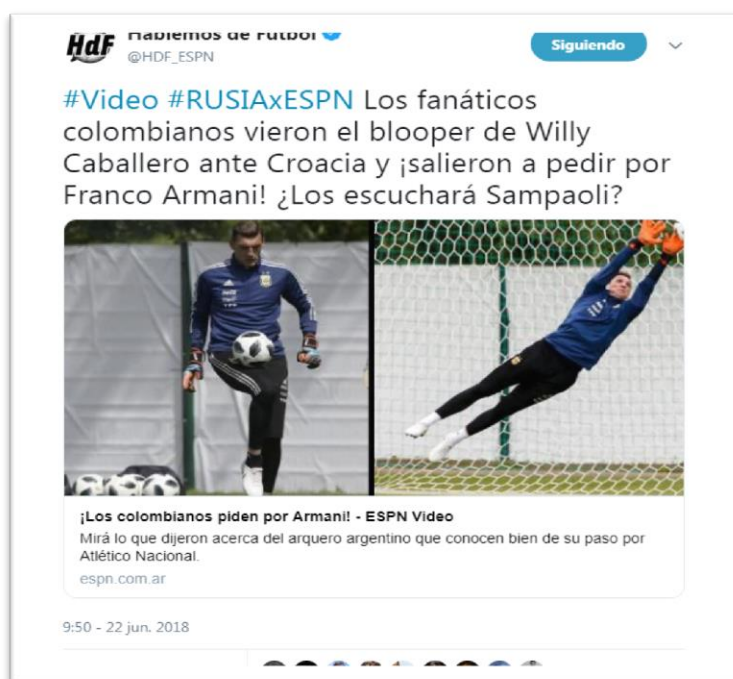 HdF Hablemos de Futbol
@HDF_ESPN
Siguiendo
#Video #RUSIAxESPN Los fanáticos
colombianos vieron el blooper de Willy
Caballero ante Croacia y ¡salieron a pedir por
Franco Armani! ¿Los escuchará Sampaoli?
¡Los colombianos piden por Armani! - ESPN Video
Mirá lo que dijeron acerca del arquero argentino que conocen bien de su paso por
Atlético Nacional.
espn.com.ar
9:50 - 22 jun. 2018